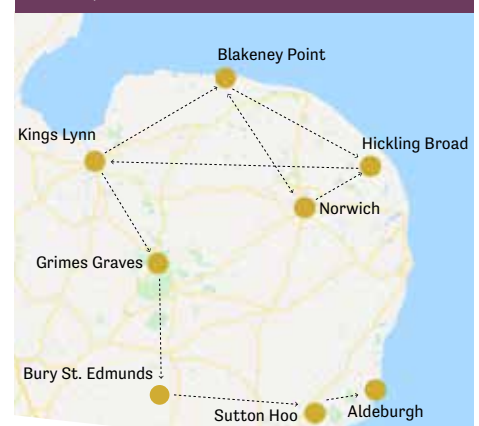 Blakeney Point
Kings Lynn
Hickling Broad
Norwich
Grimes Graves
Bury St. Edmunds
Sutton Hoo
Aldeburgh